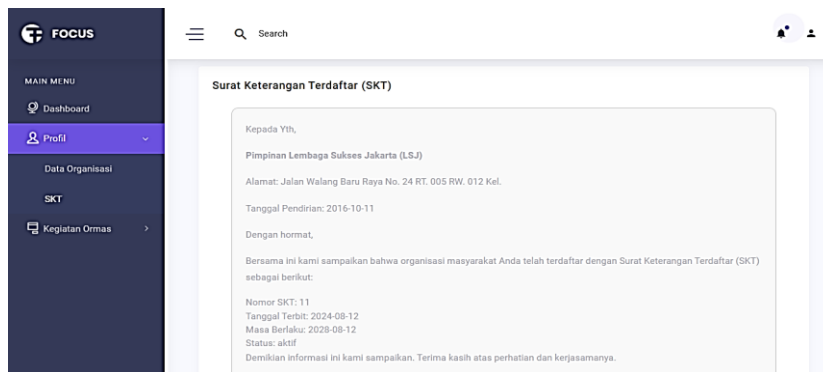 FOCUS
Search
MAIN MENU
Dashboard
Profil
Data Organisasi
SKT
Kegiatan Ormas
Surat Keterangan Terdaftar (SKT)
Kepada Yth,
Pimpinan Lembaga Sukses Jakarta (LSJ)
Alamat: Jalan Walang Baru Raya No. 24 RT. 005 RW. 012 Kel.
Tanggal Pendirian: 2016-10-11
Dengan hormat,
Bersama ini kami sampaikan bahwa organisasi masyarakat Anda telah terdaftar dengan Surat Keterangan Terdaftar (SKT)
sebagai berikut:
Nomor SKT: 11
Tanggal Terbit: 2024-08-12
Masa Berlaku: 2028-08-12
Status: aktif
Demikian informasi ini kami sampaikan. Terima kasih atas perhatian dan kerjasamanya.